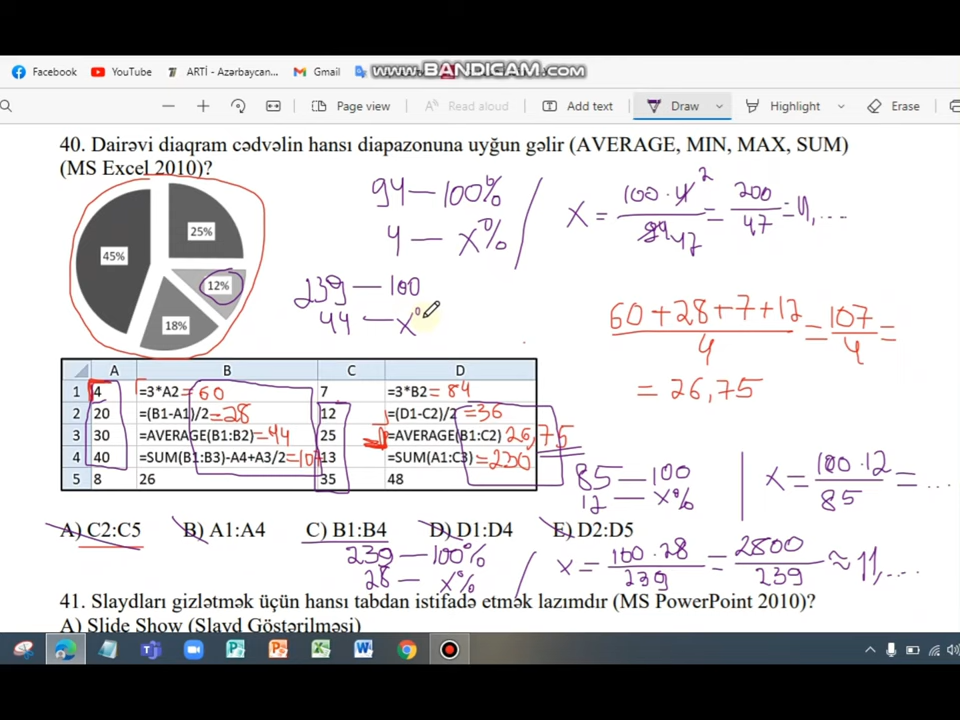 www.BANDICAM.com
Facebook YouTube ARTİ - Azərbaycan... Gmail
Page view Read aloud Add text Draw Highlight Erase
40. Dairəvi diaqram cədvəlin hansı diapazonuna uyğun gəlir (AVERAGE, MIN, MAX, SUM)
(MS Excel 2010)?
45% 25% 12% 18%
94 — 100%
4 — x%
x = 100 · 4 2 / 94 47 = 200 / 47 = 4, ...
239 — 100
44 — x
60 + 28 + 7 + 12 / 4 = 107 / 4 =
= 26,75
A B C D
1 4 =3*A2 = 60 7 =3*B2 = 84
2 20 =(B1-A1)/2 = 28 12 =(D1-C2)/2 = 36
3 30 =AVERAGE(B1:B2) = 44 25 =AVERAGE(B1:C2) 26,75
4 40 =SUM(B1:B3)-A4+A3/2 = 107 13 =SUM(A1:C3) = 230
5 8 26 35 48
85 — 100
12 — x%
x = 100 · 12 / 85 = ...
A) C2:C5 B) A1:A4 C) B1:B4 D) D1:D4 E) D2:D5
239 — 100%
28 — x%
x = 100 · 28 / 239 = 2800 / 239 ≈ 11, ...
41. Slaydları gizlətmək üçün hansı tabdan istifadə etmək lazımdır (MS PowerPoint 2010)?
A) Slide Show (Slayd Göstərilməsi)